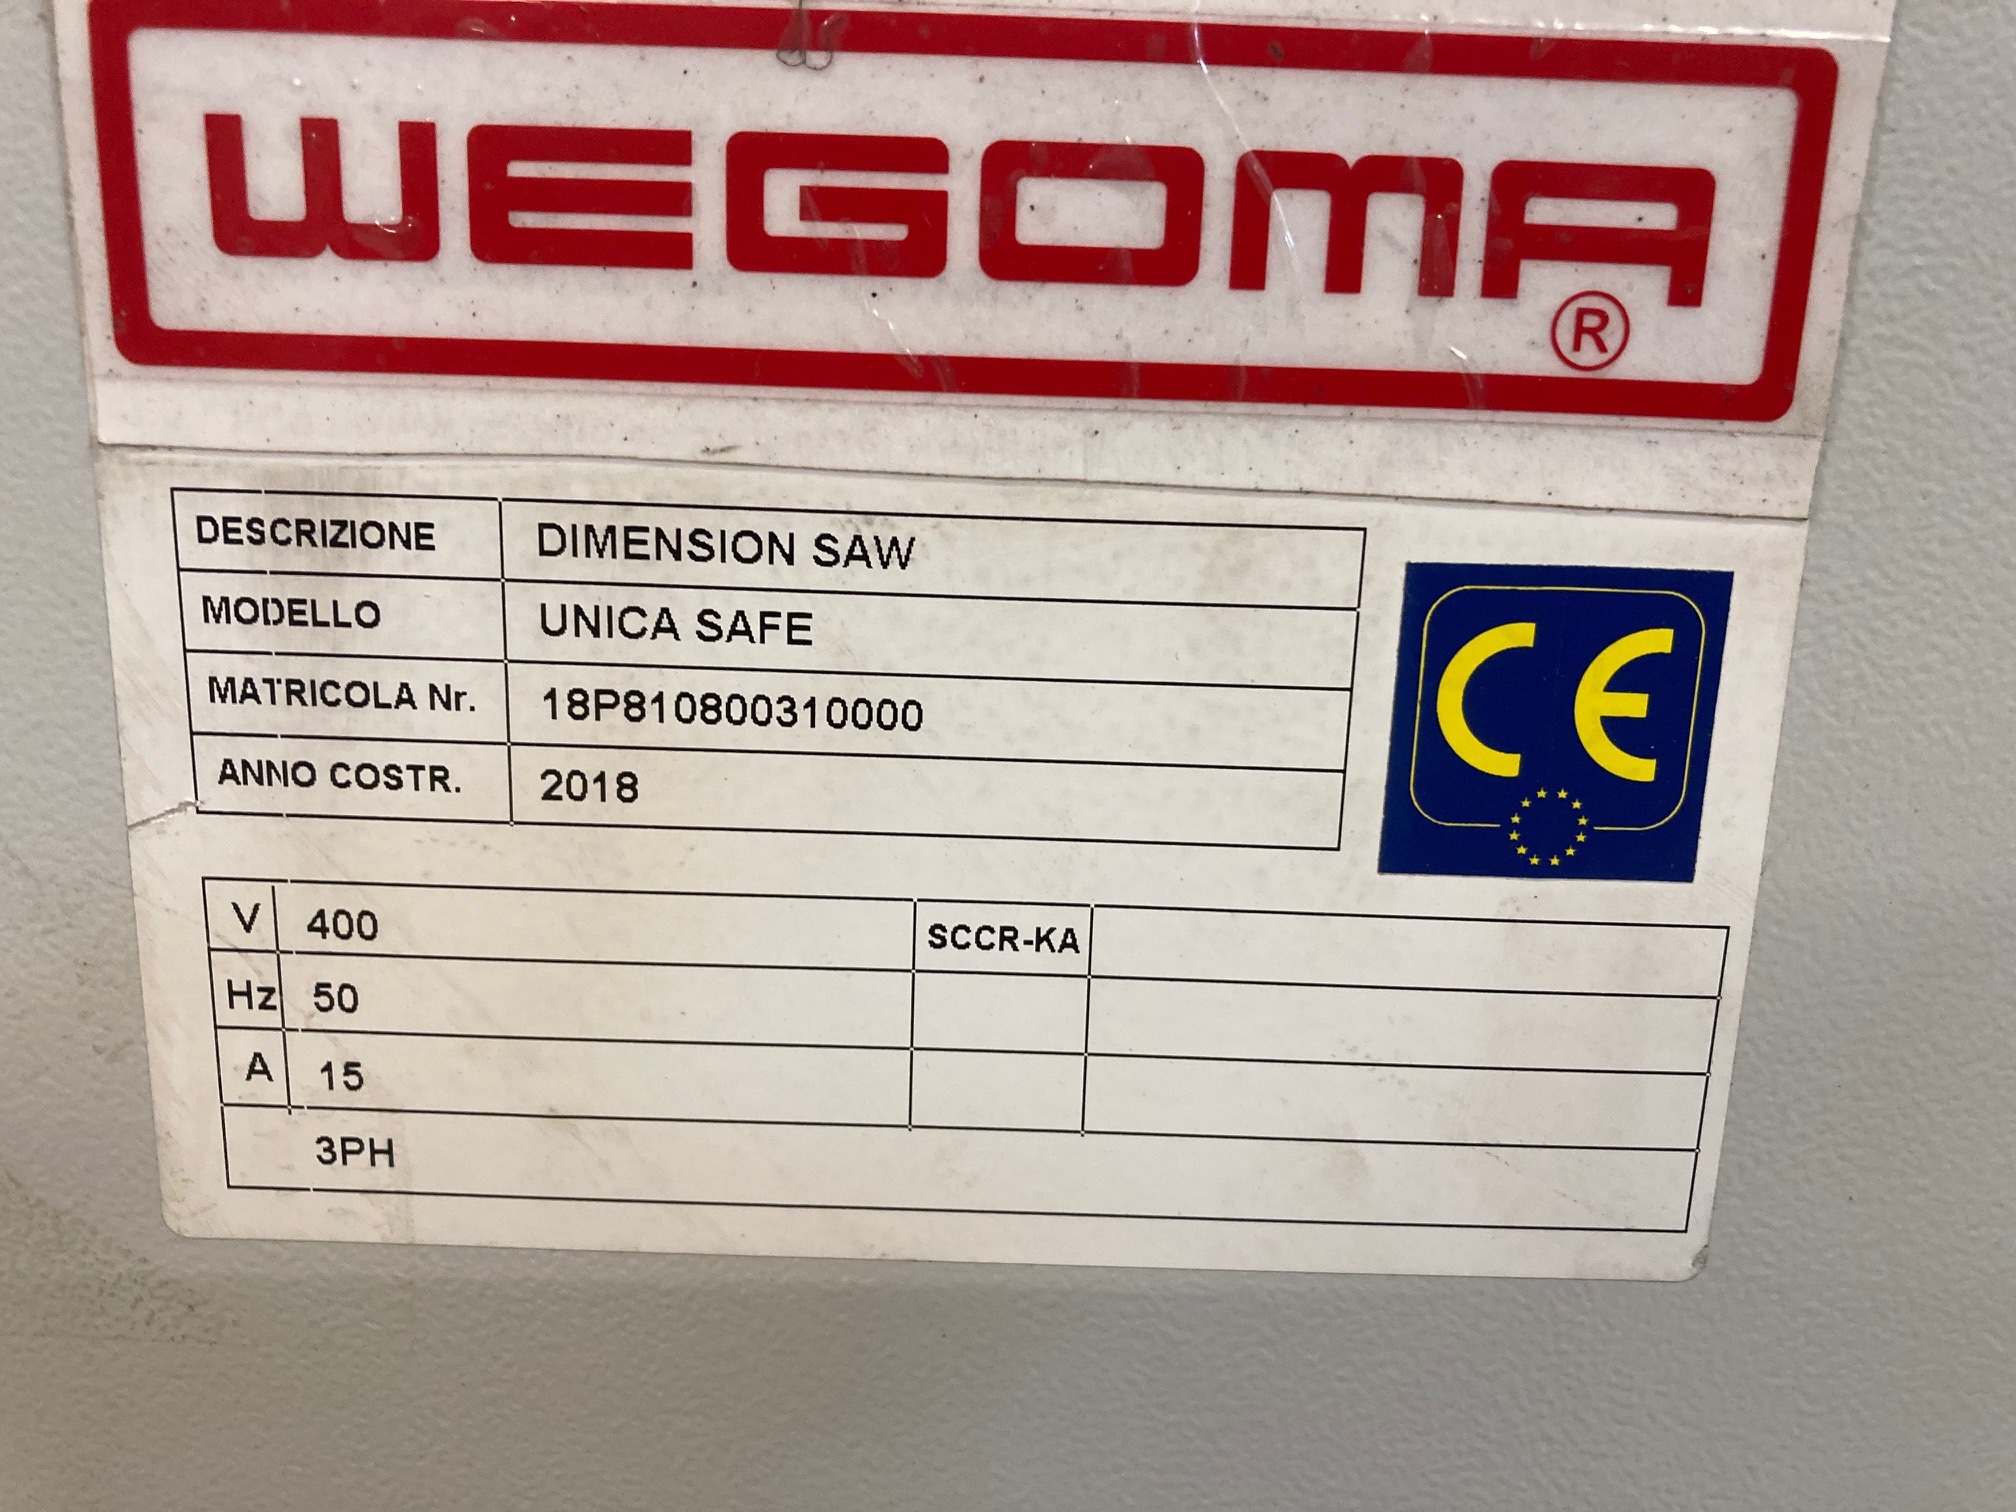 WEGOMA
®
DESCRIZIONE DIMENSION SAW
MODELLO UNICA SAFE
MATRICOLA Nr. 18P810800310000
ANNO COSTR. 2018
CE
V 400 SCCR-KA
Hz 50
A 15
3PH